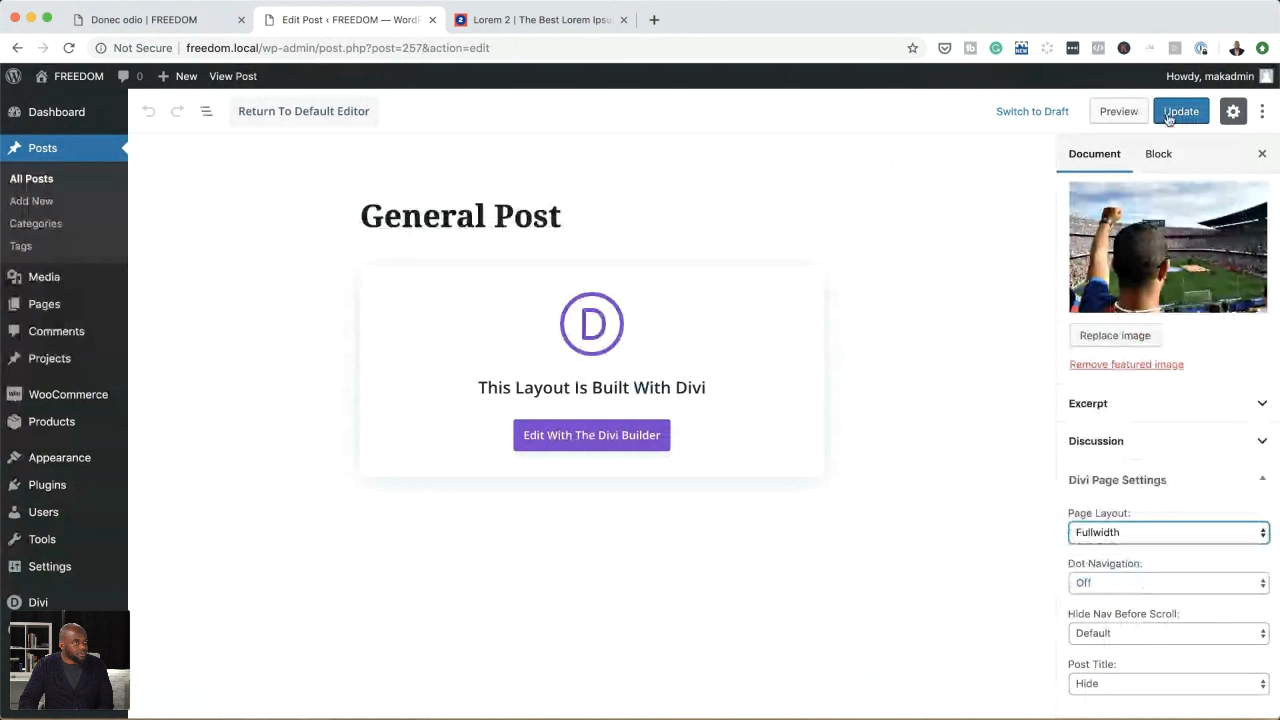 Donec odio | FREEDOM
Edit Post ‹ FREEDOM — WordPr
Lorem 2 | The Best Lorem Ipsu
Not Secure
freedom.local/wp-admin/post.php?post=257&action=edit
FREEDOM
0
New
View Post
Howdy, makadmin
Dashboard
Posts
All Posts
Add New
Categories
Tags
Media
Pages
Comments
Projects
WooCommerce
Products
Appearance
Plugins
Users
Tools
Settings
Divi
Return To Default Editor
Switch to Draft
Preview
Update
General Post
D
This Layout Is Built With Divi
Edit With The Divi Builder
Document
Block
Replace Image
Remove featured image
Excerpt
Discussion
Divi Page Settings
Page Layout:
Fullwidth
Dot Navigation:
Off
Hide Nav Before Scroll:
Default
Post Title:
Hide